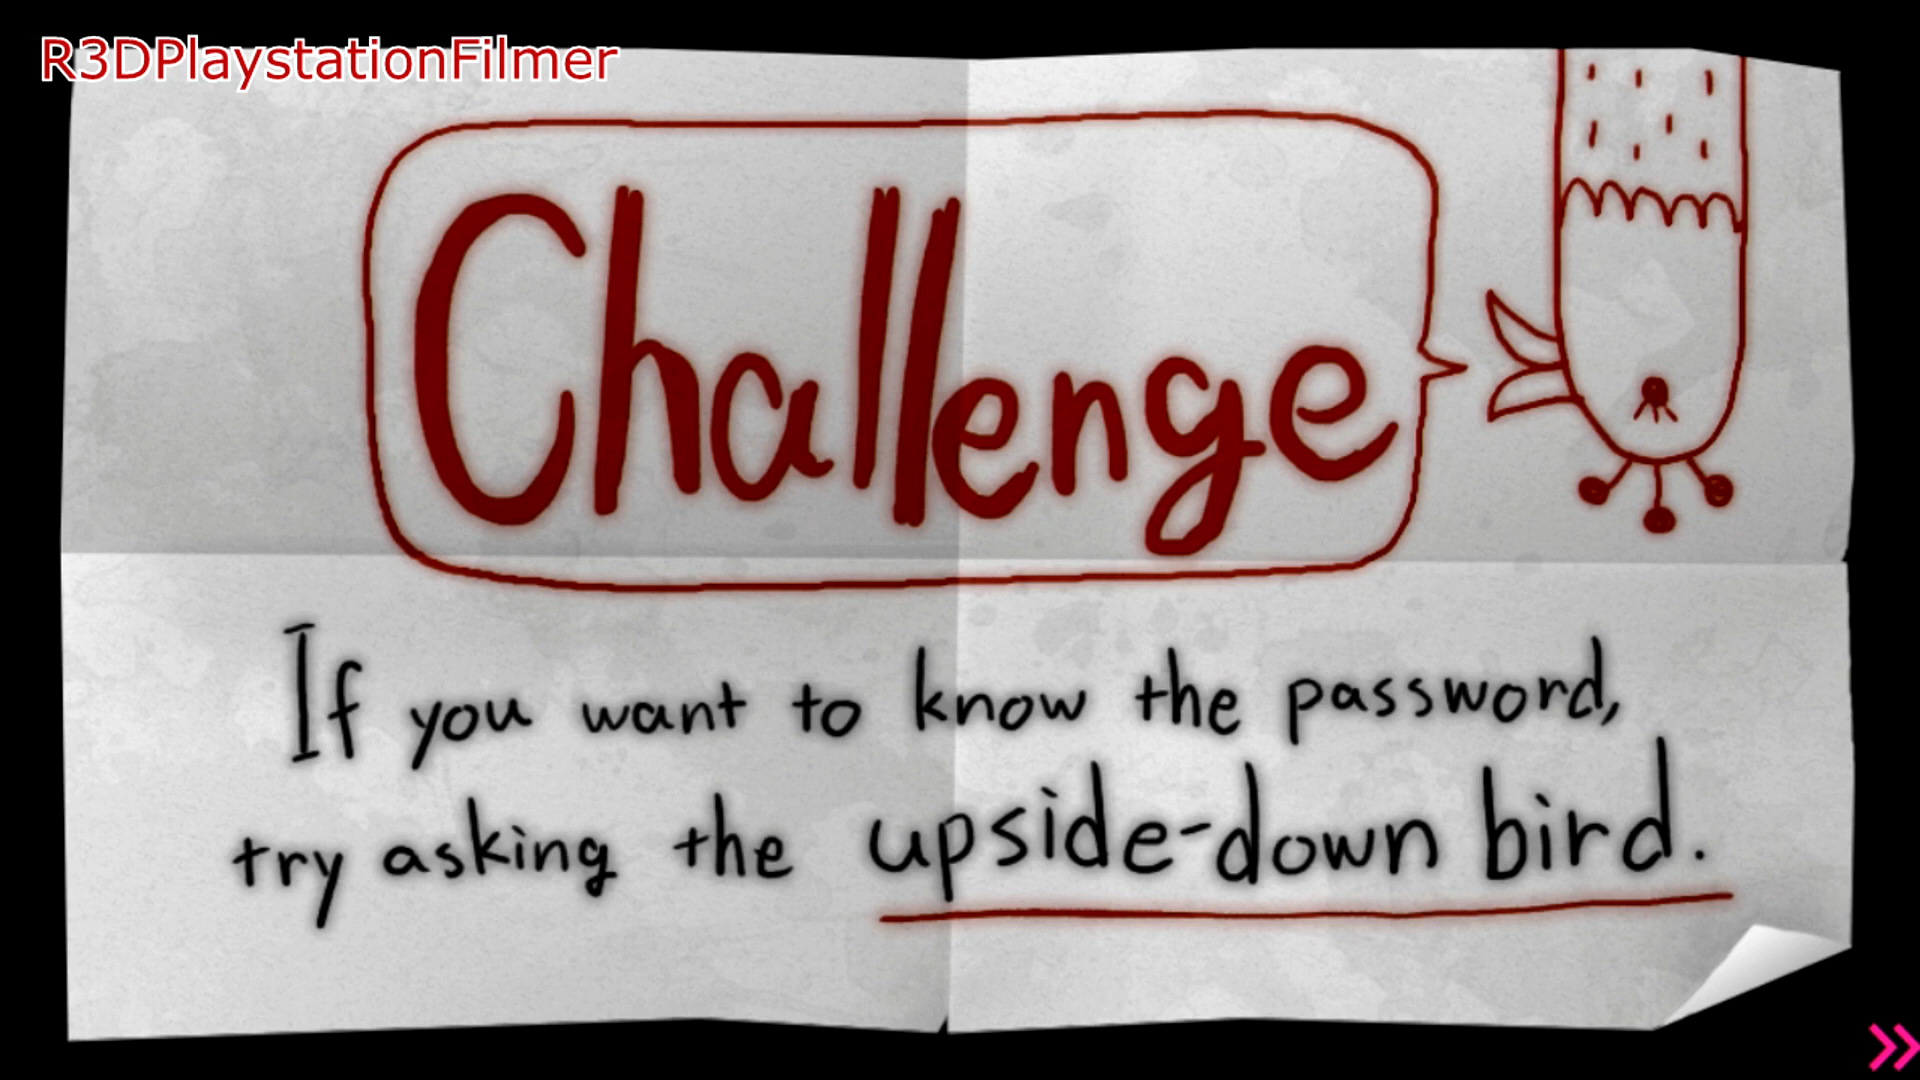 R3DPlaystationFilmer
Challenge
If you want to know the password,
try asking the upside-down bird.